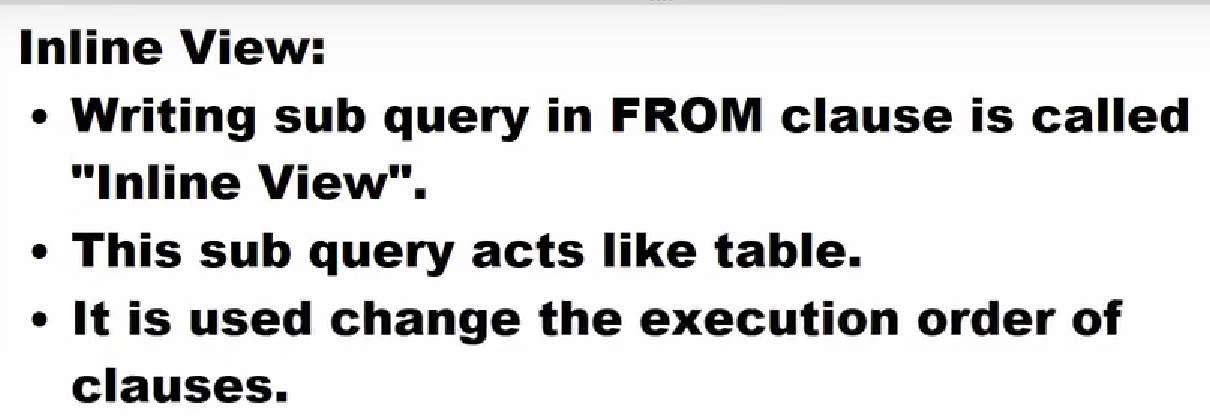 Inline View:
• Writing sub query in FROM clause is called
"Inline View".
• This sub query acts like table.
• It is used change the execution order of
clauses.